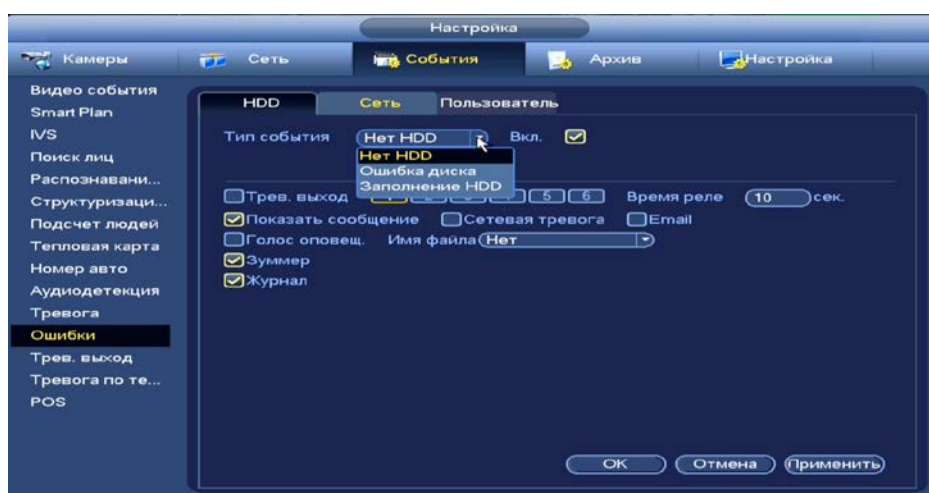 Настройка
Камеры Сеть События Архив Настройка
Видео события
Smart Plan
IVS
Поиск лиц
Распознавани...
Структуризаци...
Подсчет людей
Тепловая карта
Номер авто
Аудиодетекция
Тревога
Ошибки
Трев. выход
Тревога по те...
POS
HDD Сеть Пользователь
Тип события Нет HDD Вкл.
Нет HDD
Ошибка диска
Заполнение HDD
Трев. выход 5 6 Время реле 10 сек.
Показать сообщение Сетевая тревога Email
Голос оповещ. Имя файла Нет
Зуммер
Журнал
OK Отмена Применить